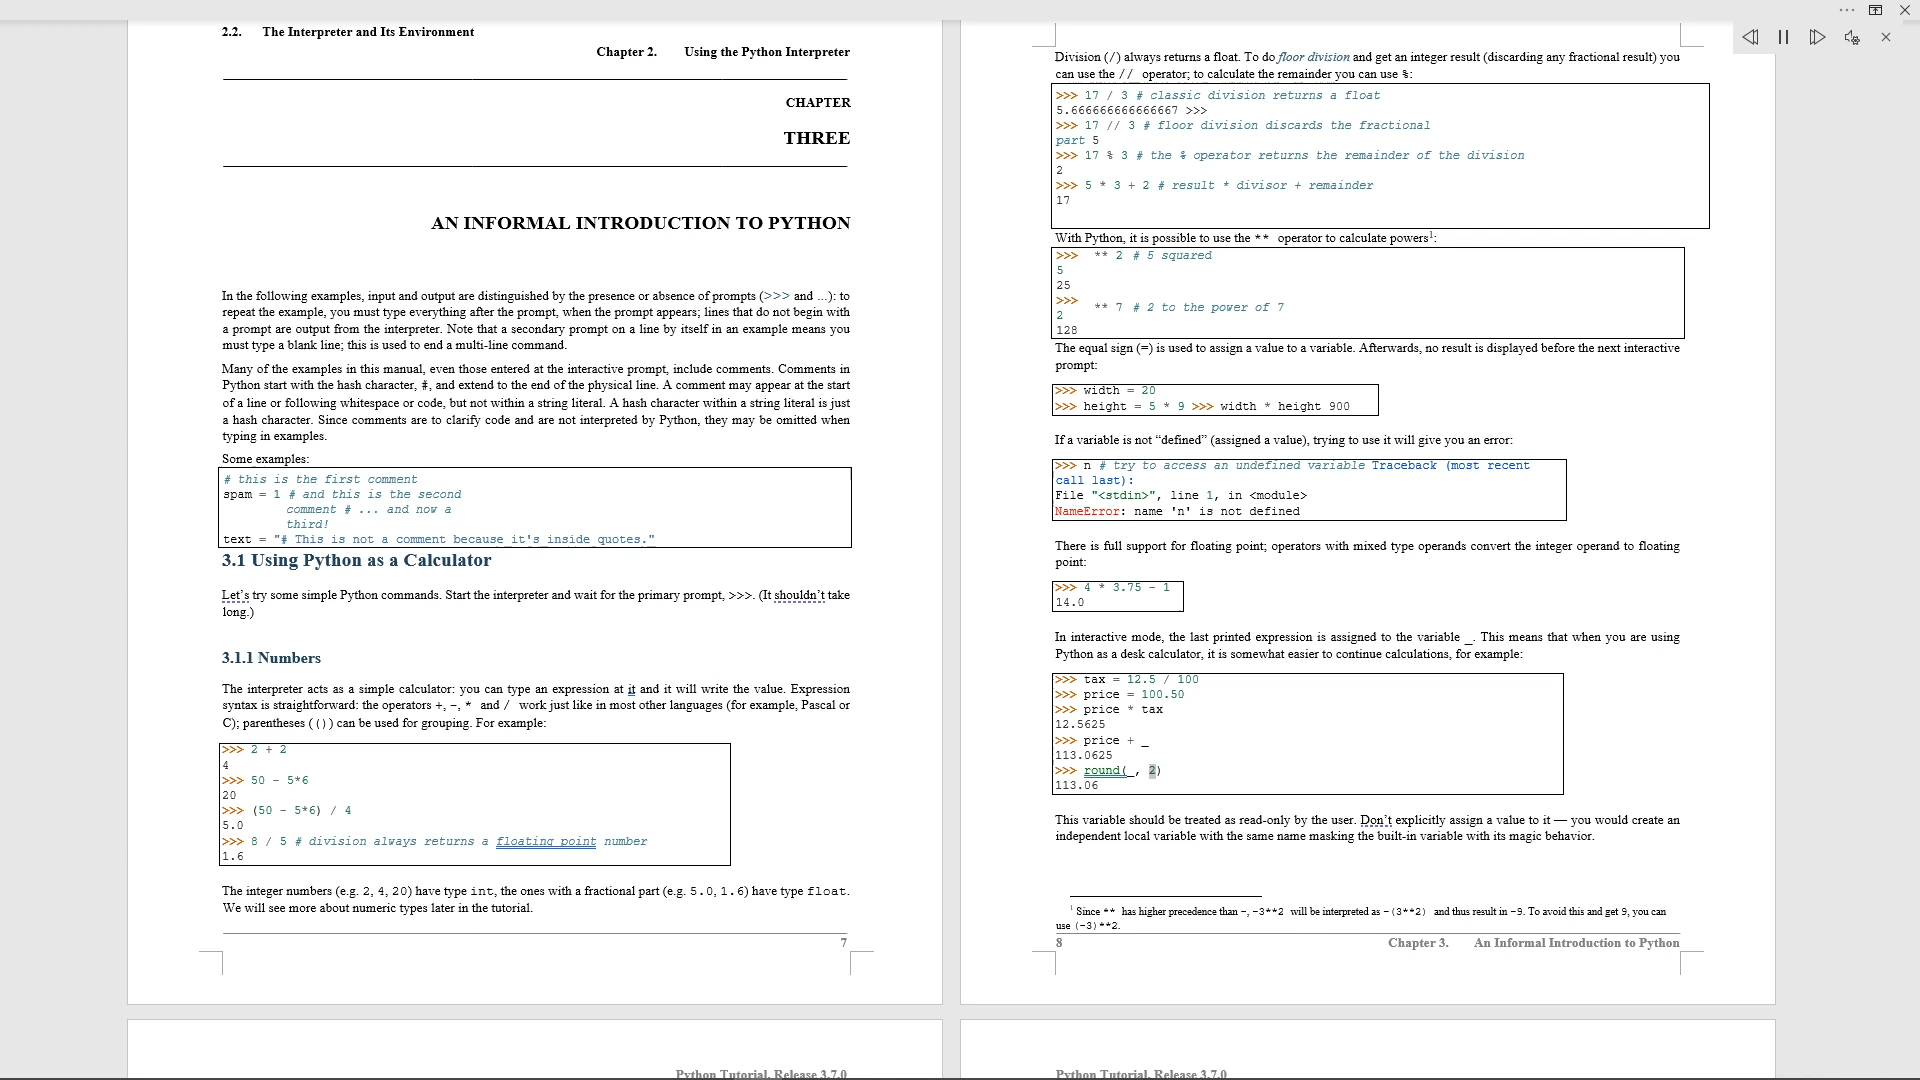 2.2. The Interpreter and Its Environment
Chapter 2. Using the Python Interpreter
CHAPTER
THREE
AN INFORMAL INTRODUCTION TO PYTHON
In the following examples, input and output are distinguished by the presence or absence of prompts (>>> and ...): to
repeat the example, you must type everything after the prompt, when the prompt appears; lines that do not begin with
a prompt are output from the interpreter. Note that a secondary prompt on a line by itself in an example means you
must type a blank line; this is used to end a multi-line command.
Many of the examples in this manual, even those entered at the interactive prompt, include comments. Comments in
Python start with the hash character, #, and extend to the end of the physical line. A comment may appear at the start
of a line or following whitespace or code, but not within a string literal. A hash character within a string literal is just
a hash character. Since comments are to clarify code and are not interpreted by Python, they may be omitted when
typing in examples.
Some examples:
# this is the first comment
spam = 1 # and this is the second
comment # ... and now a
third!
text = "# This is not a comment because it's inside quotes."
3.1 Using Python as a Calculator
Let’s try some simple Python commands. Start the interpreter and wait for the primary prompt, >>>. (It shouldn’t take
long.)
3.1.1 Numbers
The interpreter acts as a simple calculator: you can type an expression at it and it will write the value. Expression
syntax is straightforward: the operators +, -, * and / work just like in most other languages (for example, Pascal or
C); parentheses (()) can be used for grouping. For example:
>>> 2 + 2
4
>>> 50 - 5*6
20
>>> (50 - 5*6) / 4
5.0
>>> 8 / 5 # division always returns a floating point number
1.6
The integer numbers (e.g. 2, 4, 20) have type int, the ones with a fractional part (e.g. 5.0, 1.6) have type float.
We will see more about numeric types later in the tutorial.
7
Division (/) always returns a float. To do floor division and get an integer result (discarding any fractional result) you
can use the // operator; to calculate the remainder you can use %:
>>> 17 / 3 # classic division returns a float
5.666666666666667 >>>
>>> 17 // 3 # floor division discards the fractional
part 5
>>> 17 % 3 # the % operator returns the remainder of the division
2
>>> 5 * 3 + 2 # result * divisor + remainder
17
With Python, it is possible to use the ** operator to calculate powers1:
>>> ** 2 # 5 squared
5
25
>>>
** 7 # 2 to the power of 7
2
128
The equal sign (=) is used to assign a value to a variable. Afterwards, no result is displayed before the next interactive
prompt:
>>> width = 20
>>> height = 5 * 9 >>> width * height 900
If a variable is not “defined” (assigned a value), trying to use it will give you an error:
>>> n # try to access an undefined variable Traceback (most recent
call last):
File "<stdin>", line 1, in <module>
NameError: name 'n' is not defined
There is full support for floating point; operators with mixed type operands convert the integer operand to floating
point:
>>> 4 * 3.75 - 1
14.0
In interactive mode, the last printed expression is assigned to the variable _. This means that when you are using
Python as a desk calculator, it is somewhat easier to continue calculations, for example:
>>> tax = 12.5 / 100
>>> price = 100.50
>>> price * tax
12.5625
>>> price + _
113.0625
>>> round(_, 2)
113.06
This variable should be treated as read-only by the user. Don’t explicitly assign a value to it — you would create an
independent local variable with the same name masking the built-in variable with its magic behavior.
1 Since ** has higher precedence than -, -3**2 will be interpreted as -(3**2) and thus result in -9. To avoid this and get 9, you can
use (-3)**2.
8 Chapter 3. An Informal Introduction to Python
Python Tutorial, Release 3.7.0
Python Tutorial, Release 3.7.0